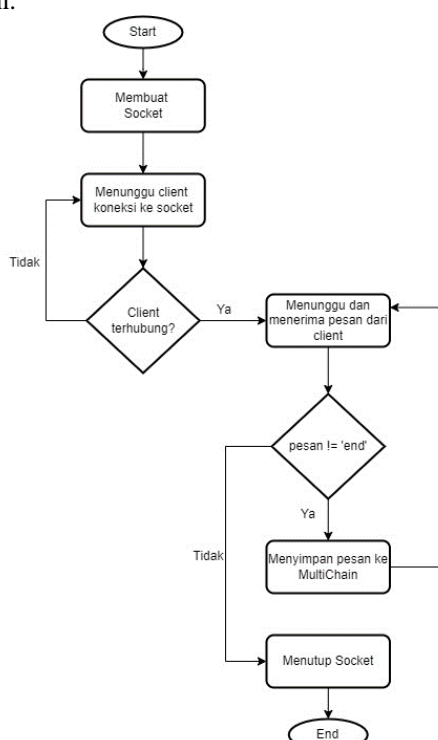 Start
Membuat
Socket
Menunggu client
koneksi ke socket
Tidak
Client
terhubung?
Ya
Menunggu dan
menerima pesan dari
client
pesan != 'end'
Ya
Tidak
Menyimpan pesan ke
MultiChain
Menutup Socket
End